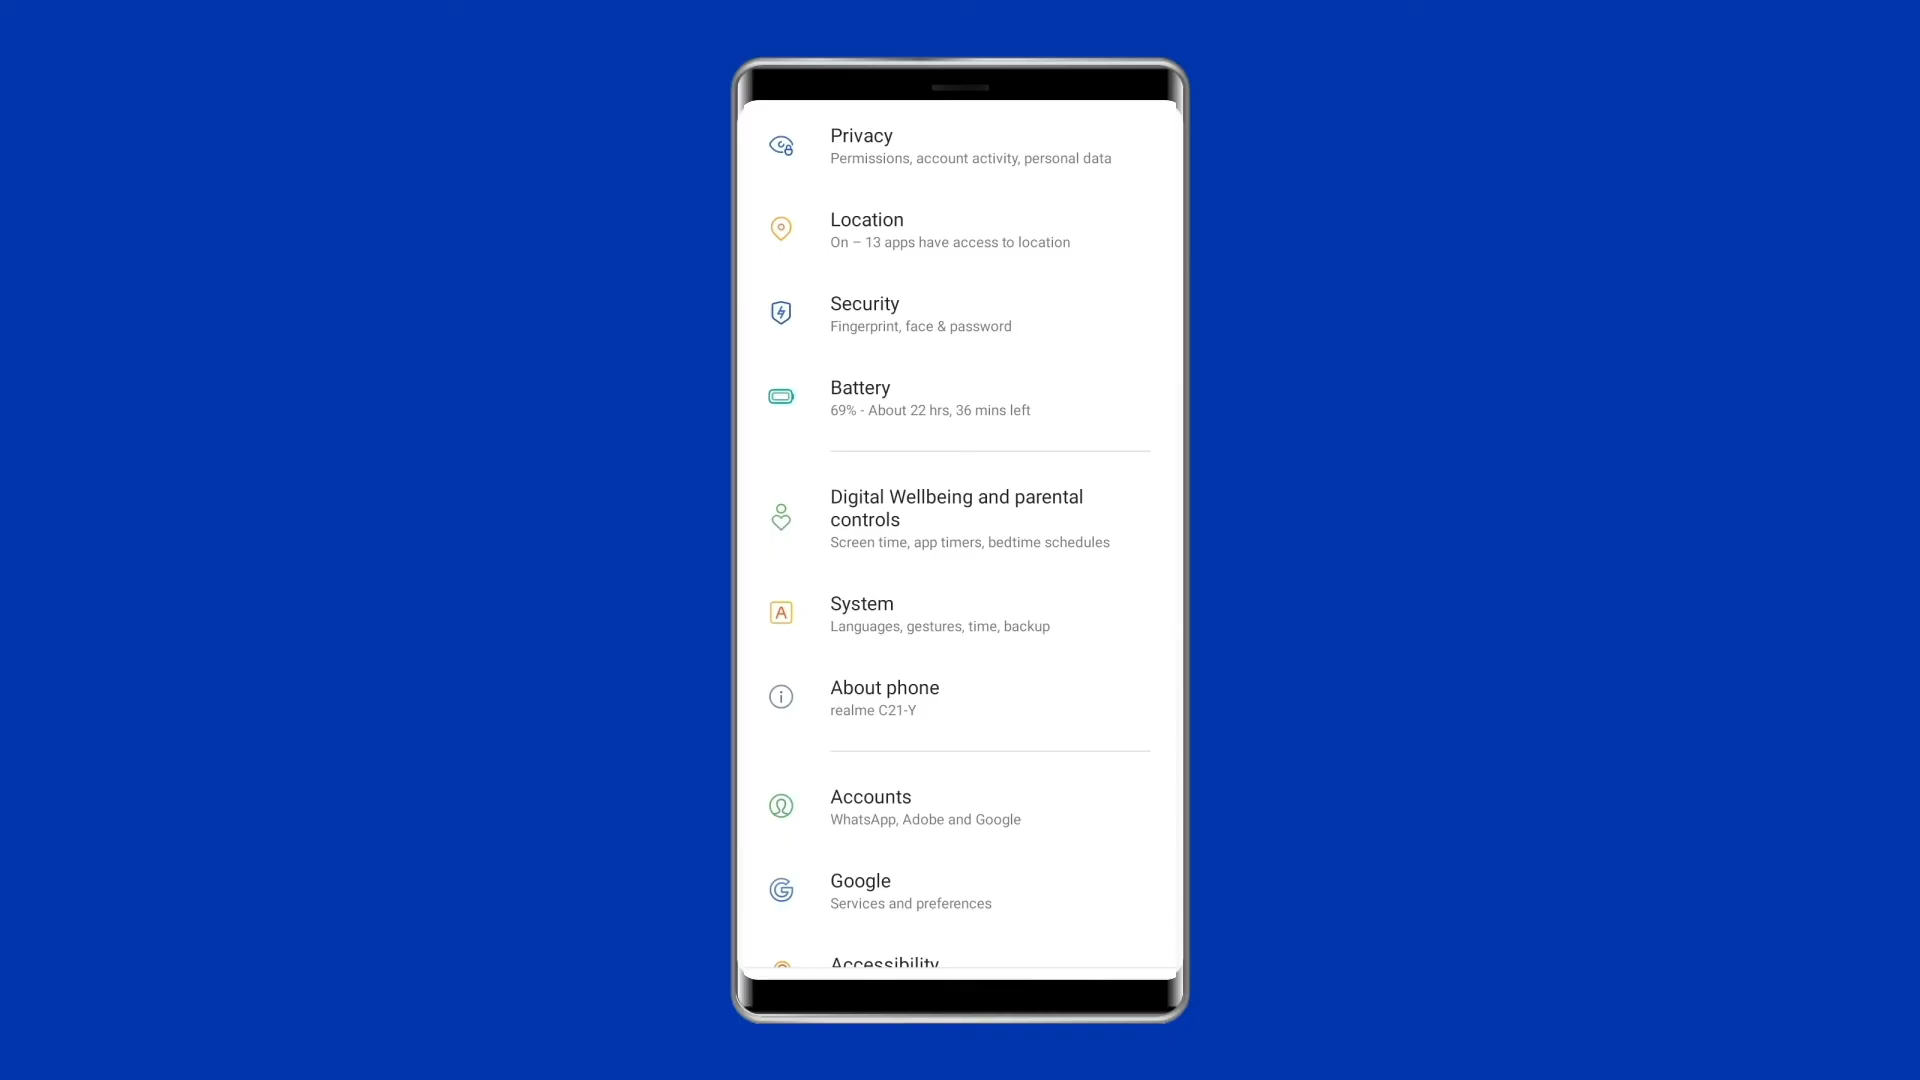 Privacy
Permissions, account activity, personal data
Location
On – 13 apps have access to location
Security
Fingerprint, face & password
Battery
69% - About 22 hrs, 36 mins left
Digital Wellbeing and parental
controls
Screen time, app timers, bedtime schedules
A
System
Languages, gestures, time, backup
About phone
realme C21-Y
Accounts
WhatsApp, Adobe and Google
Google
Services and preferences
Accessibility